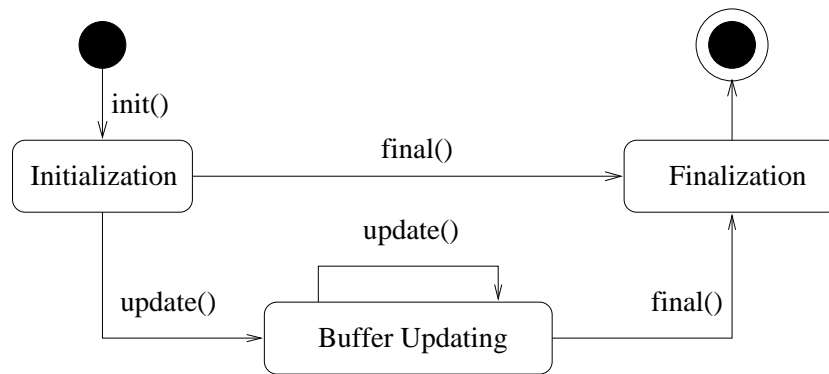 init()
final()
Initialization
Finalization
update()
update()
final()
Buffer Updating